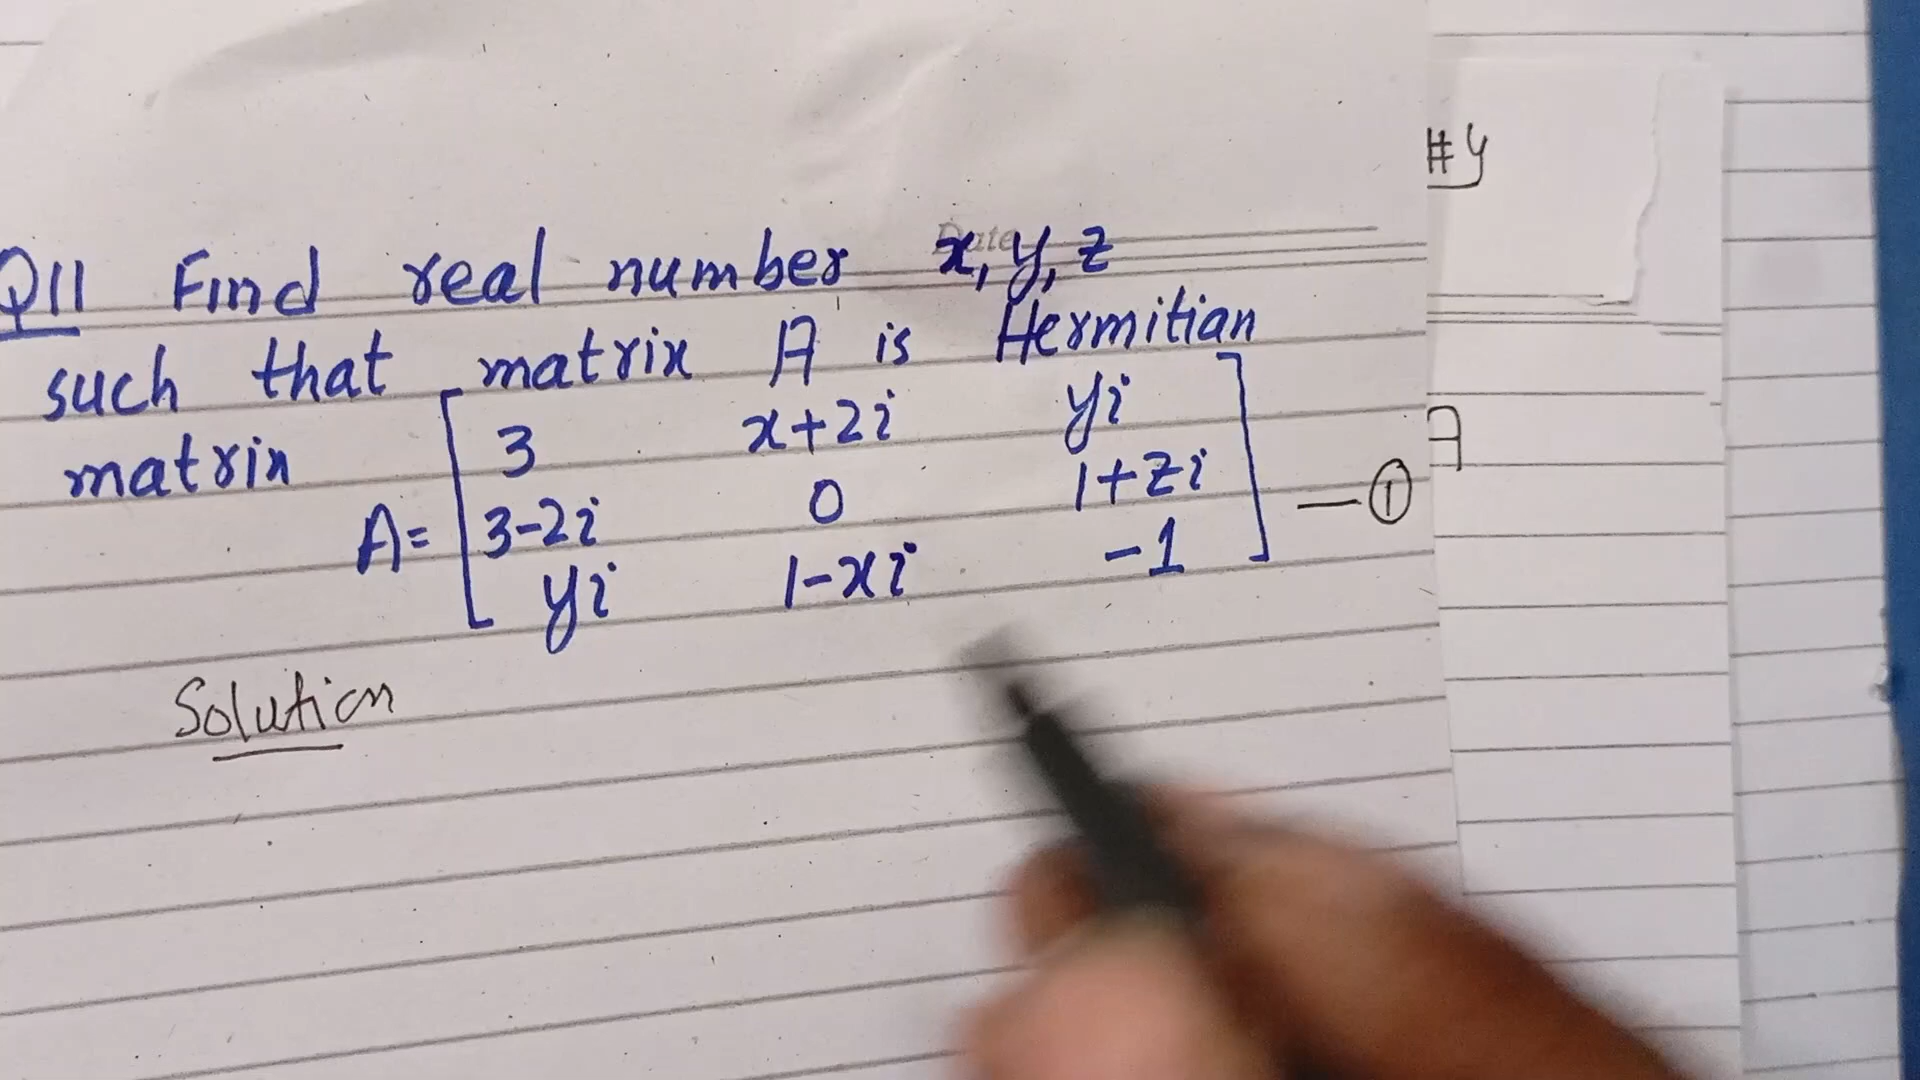 Q11 Find real number x, y, z
such that matrix A is Hermitian
matrix
A = [ 3 x+2i yi
3-2i 0 1+zi
yi 1-xi -1 ] — ①
Solution
#4
Date